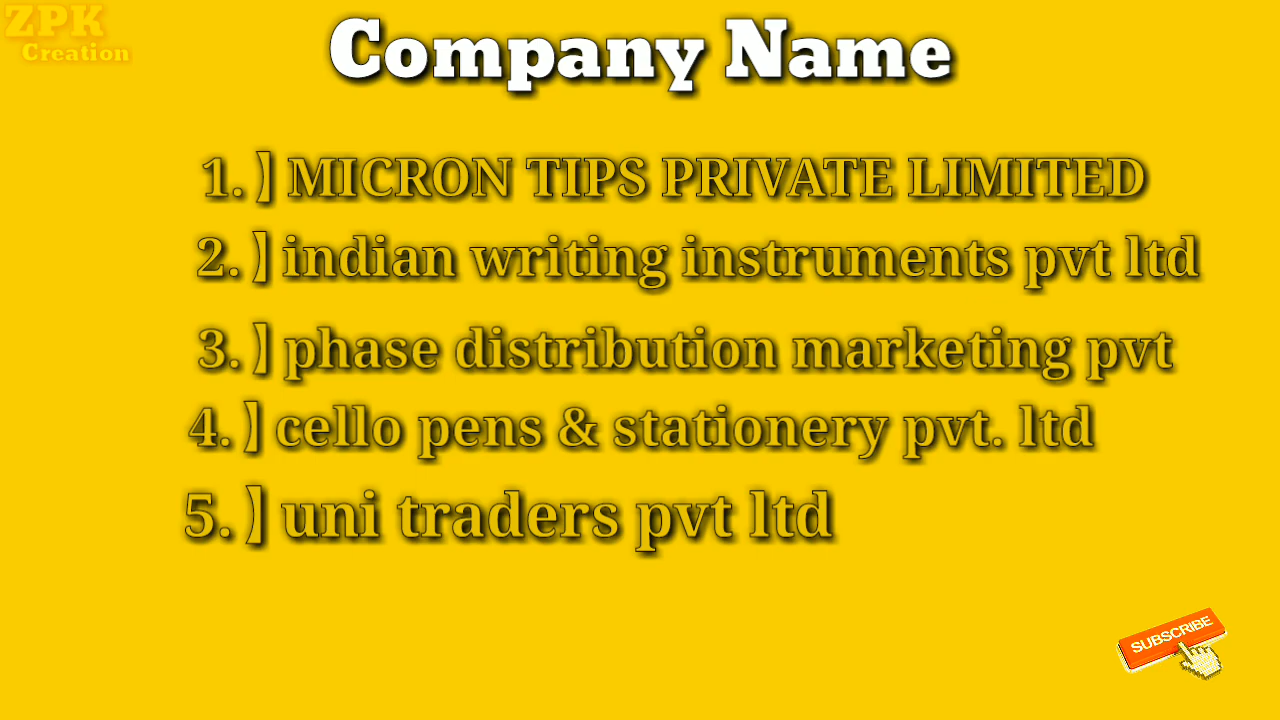 ZPK
Creation
Company Name
1.】MICRON TIPS PRIVATE LIMITED
2.】indian writing instruments pvt ltd
3.】phase distribution marketing pvt
4.】cello pens & stationery pvt. ltd
5.】uni traders pvt ltd
SUBSCRIBE